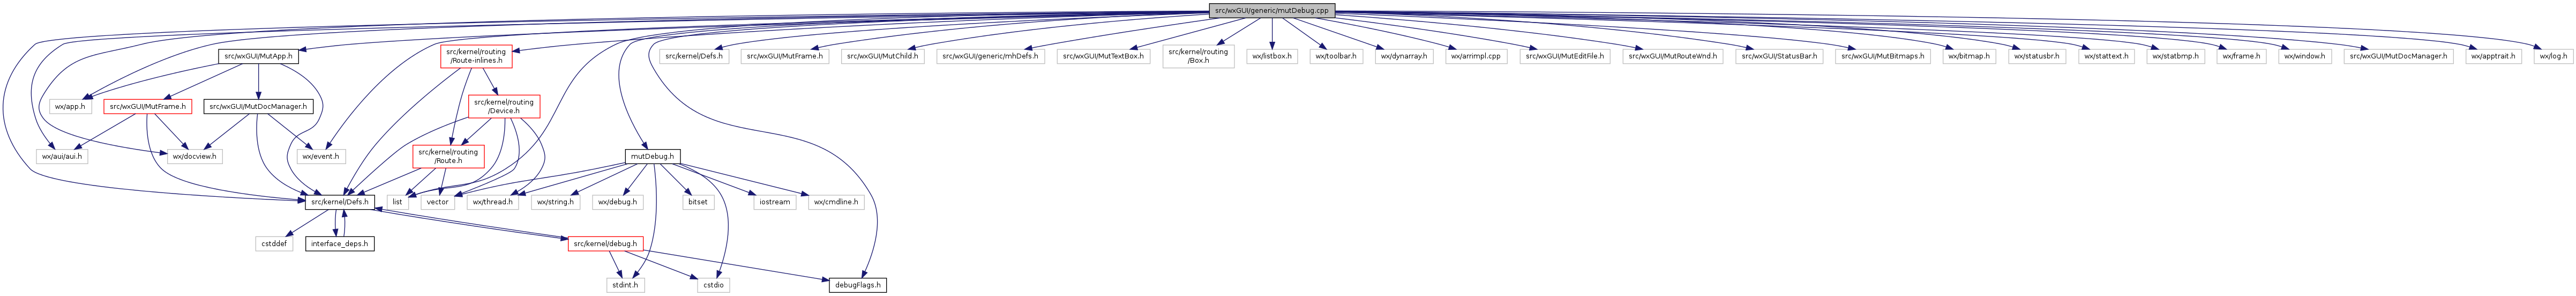 src/wxGUI/generic/mutDebug.cpp
src/wxGUI/MutApp.h
src/kernel/routing
/Route-inlines.h
src/kernel/Defs.h
src/wxGUI/MutFrame.h
src/wxGUI/MutChild.h
src/wxGUI/generic/mhDefs.h
src/wxGUI/MutTextBox.h
src/kernel/routing
/Box.h
wx/listbox.h
wx/toolbar.h
wx/dynarray.h
wx/arrimpl.cpp
src/wxGUI/MutEditFile.h
src/wxGUI/MutRouteWnd.h
src/wxGUI/StatusBar.h
src/wxGUI/MutBitmaps.h
wx/bitmap.h
wx/statusbr.h
wx/stattext.h
wx/statbmp.h
wx/frame.h
wx/window.h
src/wxGUI/MutDocManager.h
wx/apptrait.h
wx/log.h
wx/app.h
src/wxGUI/MutFrame.h
src/wxGUI/MutDocManager.h
src/kernel/routing
/Device.h
wx/aui/aui.h
wx/docview.h
wx/event.h
src/kernel/routing
/Route.h
mutDebug.h
src/kernel/Defs.h
list
vector
wx/thread.h
wx/string.h
wx/debug.h
bitset
iostream
wx/cmdline.h
cstddef
interface_deps.h
src/kernel/debug.h
stdint.h
cstdio
debugFlags.h